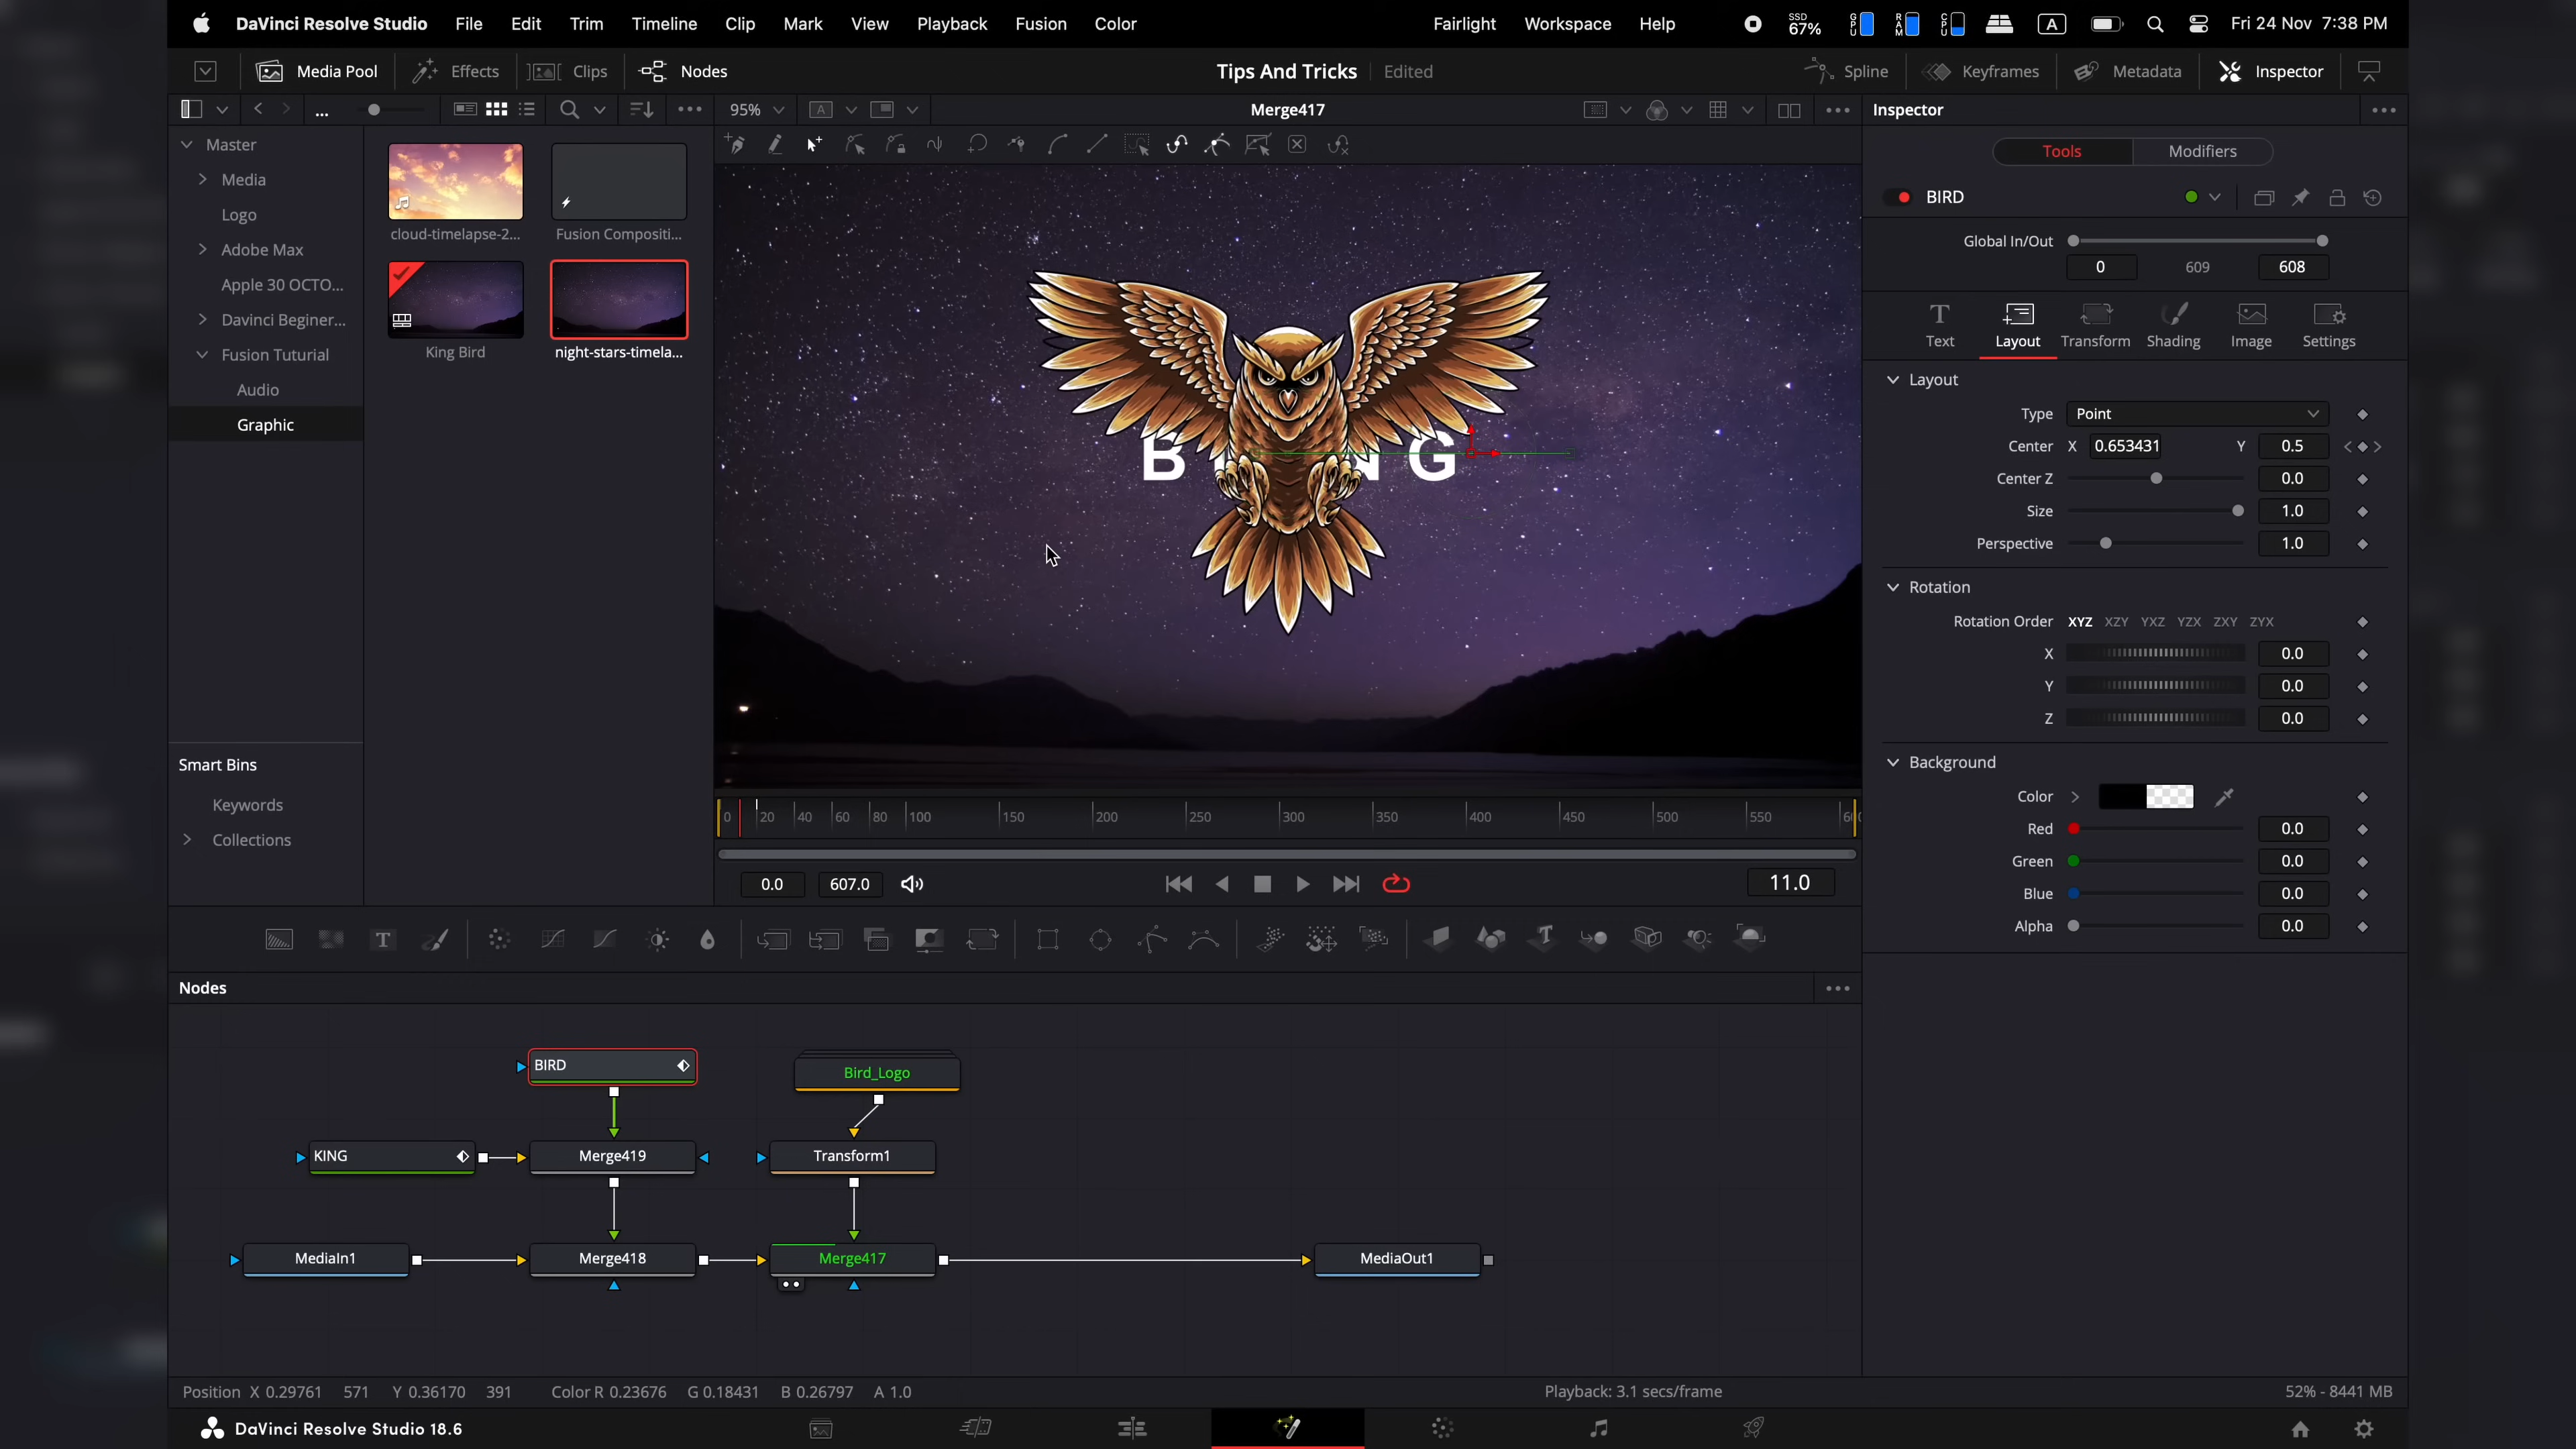 DaVinci Resolve Studio File Edit Trim Timeline Clip Mark View Playback Fusion Color Fairlight Workspace Help SSD 67% GPU RAM CPU A Fri 24 Nov 7:38 PM
Media Pool Effects Clips Nodes Tips And Tricks Edited Spline Keyframes Metadata Inspector
... 95% A Merge417 Inspector
Master
Media
Logo
Adobe Max
Apple 30 OCTO...
Davinci Beginer...
Fusion Tuturial
Audio
Graphic
Smart Bins
Keywords
Collections
cloud-timelapse-2...
Fusion Compositi...
King Bird
night-stars-timela...
B N G
0 20 40 60 80 100 150 200 250 300 350 400 450 500 550
0.0 607.0 11.0
Tools Modifiers
BIRD
Global In/Out
0 609 608
Text Layout Transform Shading Image Settings
Layout
Type Point
Center X 0.653431 Y 0.5
Center Z 0.0
Size 1.0
Perspective 1.0
Rotation
Rotation Order XYZ XZY YXZ YZX ZXY ZYX
X 0.0
Y 0.0
Z 0.0
Background
Color
Red 0.0
Green 0.0
Blue 0.0
Alpha 0.0
T T
Nodes
BIRD Bird_Logo
KING Merge419 Transform1
MediaIn1 Merge418 Merge417 MediaOut1
Position X 0.29761 571 Y 0.36170 391 Color R 0.23676 G 0.18431 B 0.26797 A 1.0 Playback: 3.1 secs/frame 52% - 8441 MB
DaVinci Resolve Studio 18.6